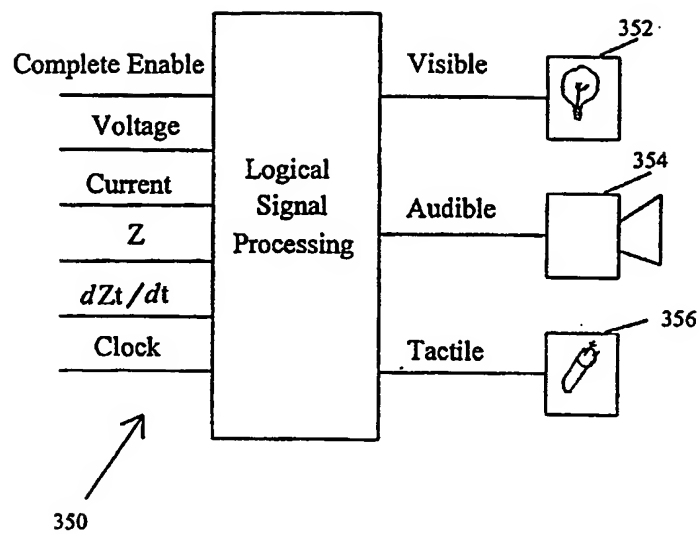 352
Complete Enable
Visible
Voltage
354
Current
Logical
Signal
Processing
Audible
Z
dZt/dt
356
Clock
Tactile
350